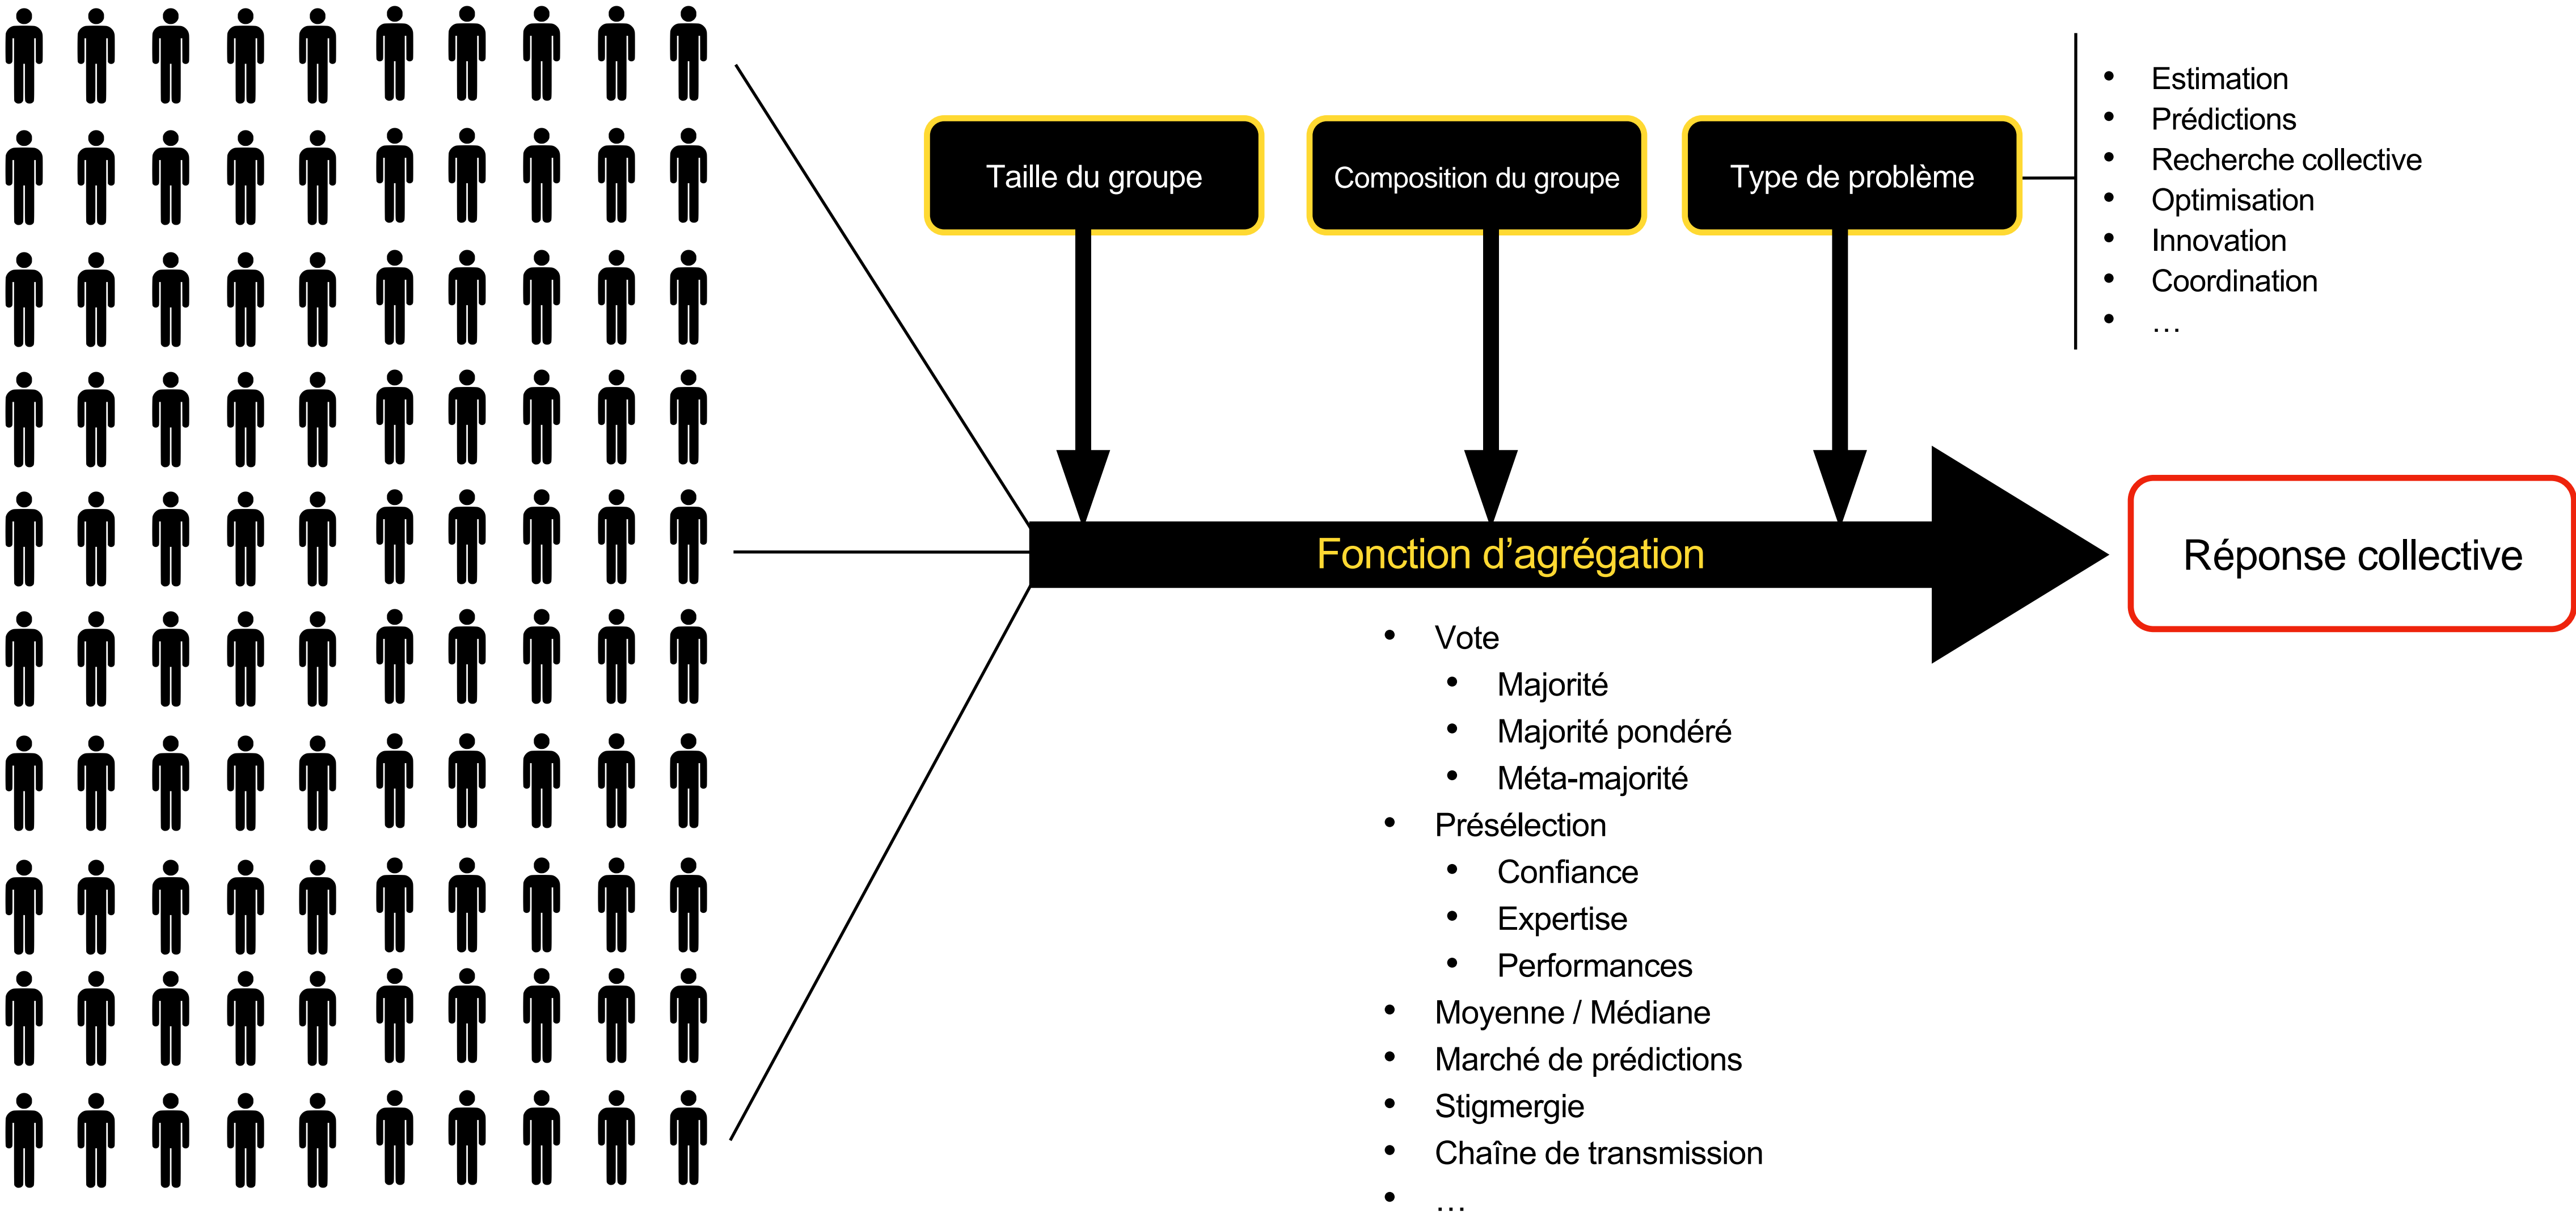 Taille du groupe
Composition du groupe
Type de problème
• Estimation
• Prédictions
• Recherche collective
• Optimisation
• Innovation
• Coordination
• …
Fonction d’agrégation
Réponse collective
• Vote
• Majorité
• Majorité pondéré
• Méta-majorité
• Présélection
• Confiance
• Expertise
• Performances
• Moyenne / Médiane
• Marché de prédictions
• Stigmergie
• Chaîne de transmission
• …